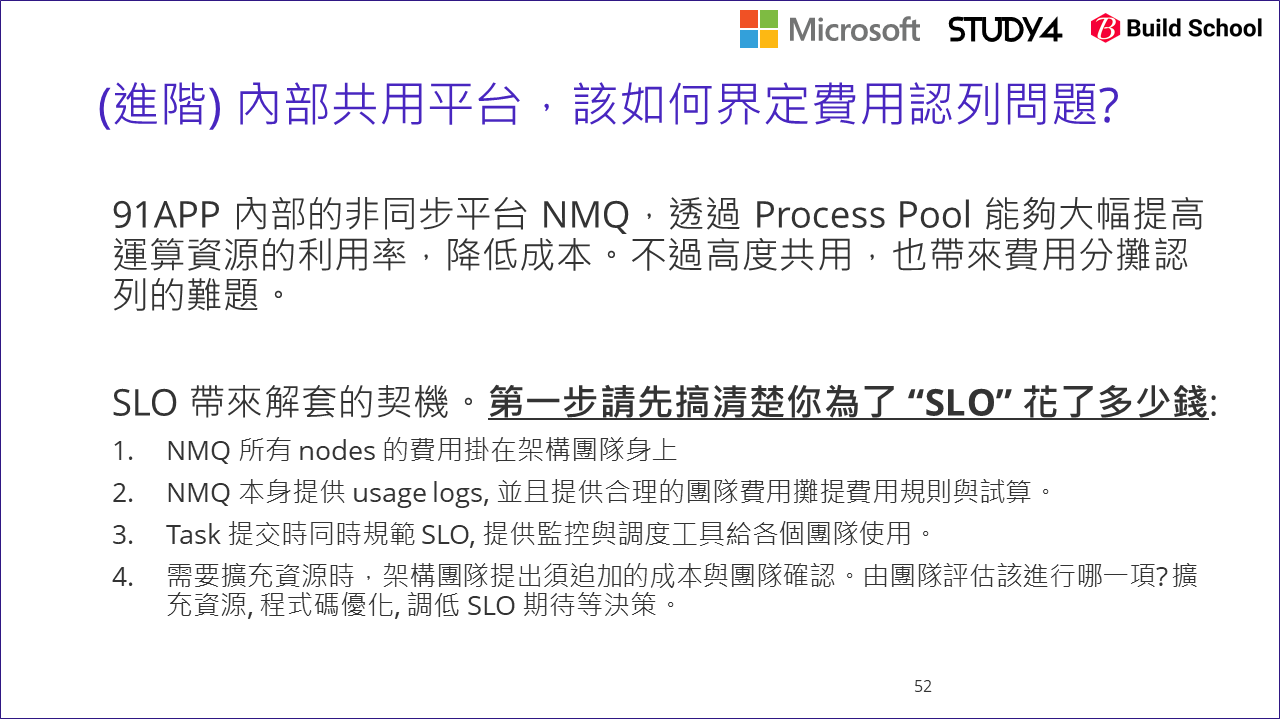 Microsoft STUDY4 Build School
(進階) 內部共用平台，該如何界定費用認列問題?
91APP 內部的非同步平台 NMQ，透過 Process Pool 能夠大幅提高
運算資源的利用率，降低成本。不過高度共用，也帶來費用分攤認
列的難題。
SLO 帶來解套的契機。第一步請先搞清楚你為了 “SLO” 花了多少錢:
1. NMQ 所有 nodes 的費用掛在架構團隊身上
2. NMQ 本身提供 usage logs, 並且提供合理的團隊費用攤提費用規則與試算。
3. Task 提交時同時規範 SLO, 提供監控與調度工具給各個團隊使用。
4. 需要擴充資源時，架構團隊提出須追加的成本與團隊確認。由團隊評估該進行哪一項? 擴
充資源, 程式碼優化, 調低 SLO 期待等決策。
52